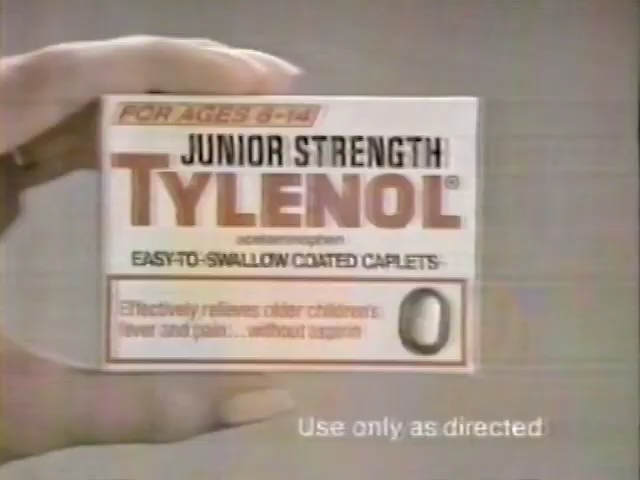 FOR AGES 6-14
JUNIOR STRENGTH
TYLENOL®
acetaminophen
EASY-TO-SWALLOW COATED CAPLETS
Effectively relieves older children's
fever and pain... without aspirin
Use only as directed